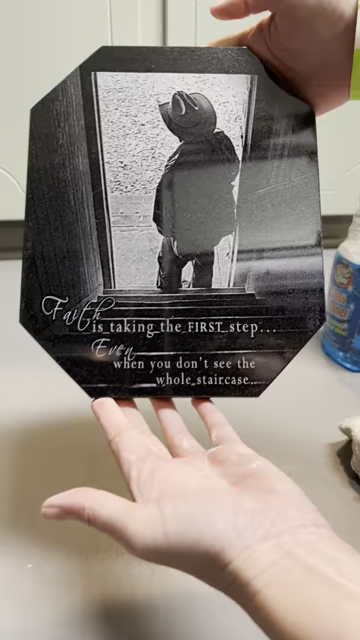 Faith
is taking the FIRST step...
Even
when you don't see the
whole staircase...